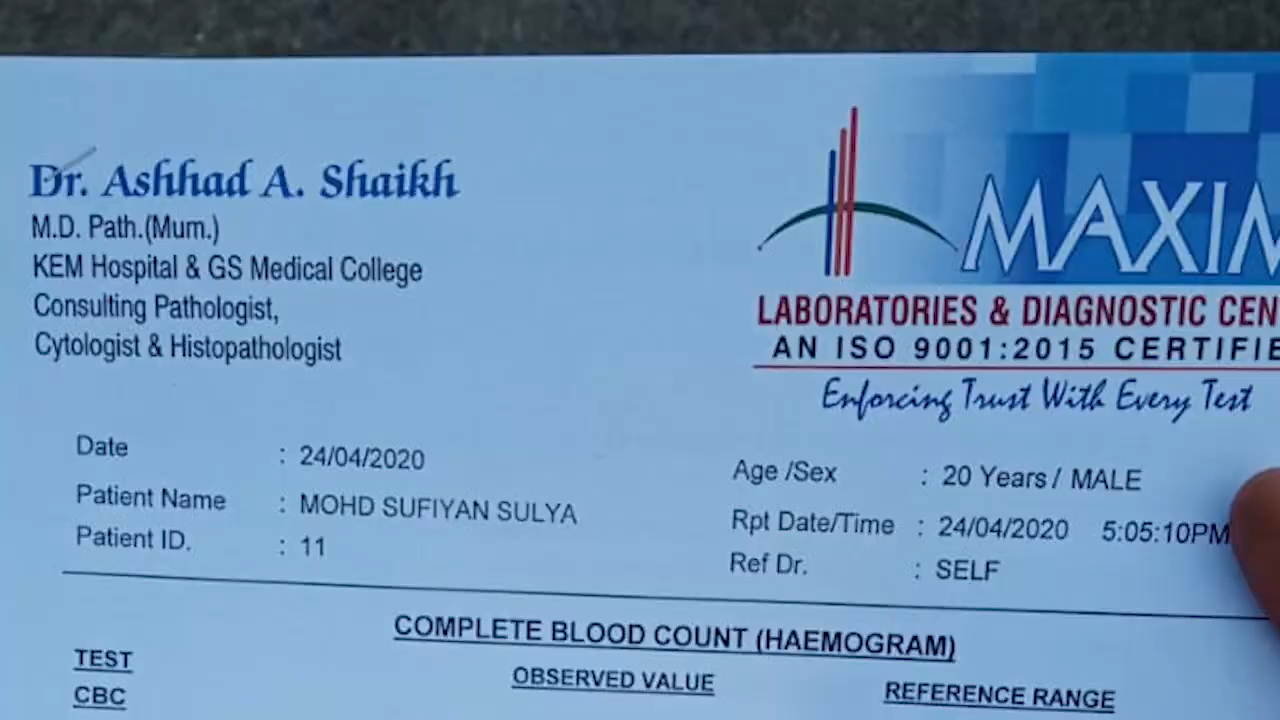 Dr. Ashhad A. Shaikh
M.D. Path.(Mum.)
KEM Hospital & GS Medical College
Consulting Pathologist,
Cytologist & Histopathologist
MAXIM
LABORATORIES & DIAGNOSTIC CEN
AN ISO 9001:2015 CERTIFIE
Enforcing Trust With Every Test
Date : 24/04/2020
Patient Name : MOHD SUFIYAN SULYA
Patient ID. : 11
Age /Sex : 20 Years / MALE
Rpt Date/Time : 24/04/2020 5:05:10PM
Ref Dr. : SELF
COMPLETE BLOOD COUNT (HAEMOGRAM)
TEST OBSERVED VALUE REFERENCE RANGE
CBC